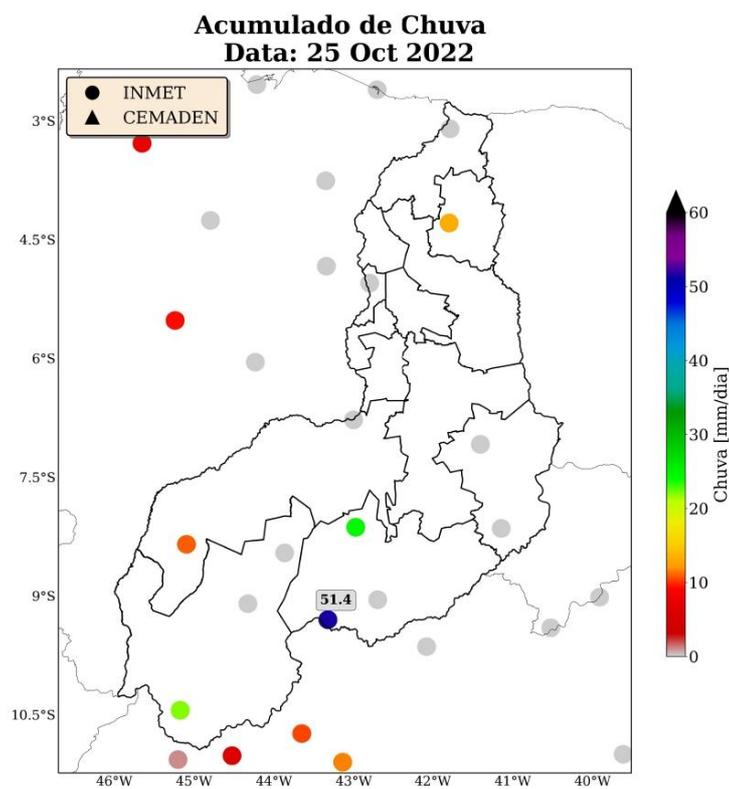 Acumulado de Chuva
Data: 25 Oct 2022
INMET
CEMADEN
3°S
4.5°S
6°S
7.5°S
9°S
10.5°S
51.4
46°W 45°W 44°W 43°W 42°W 41°W 40°W
60
50
40
30
20
10
0
Chuva [mm/dia]